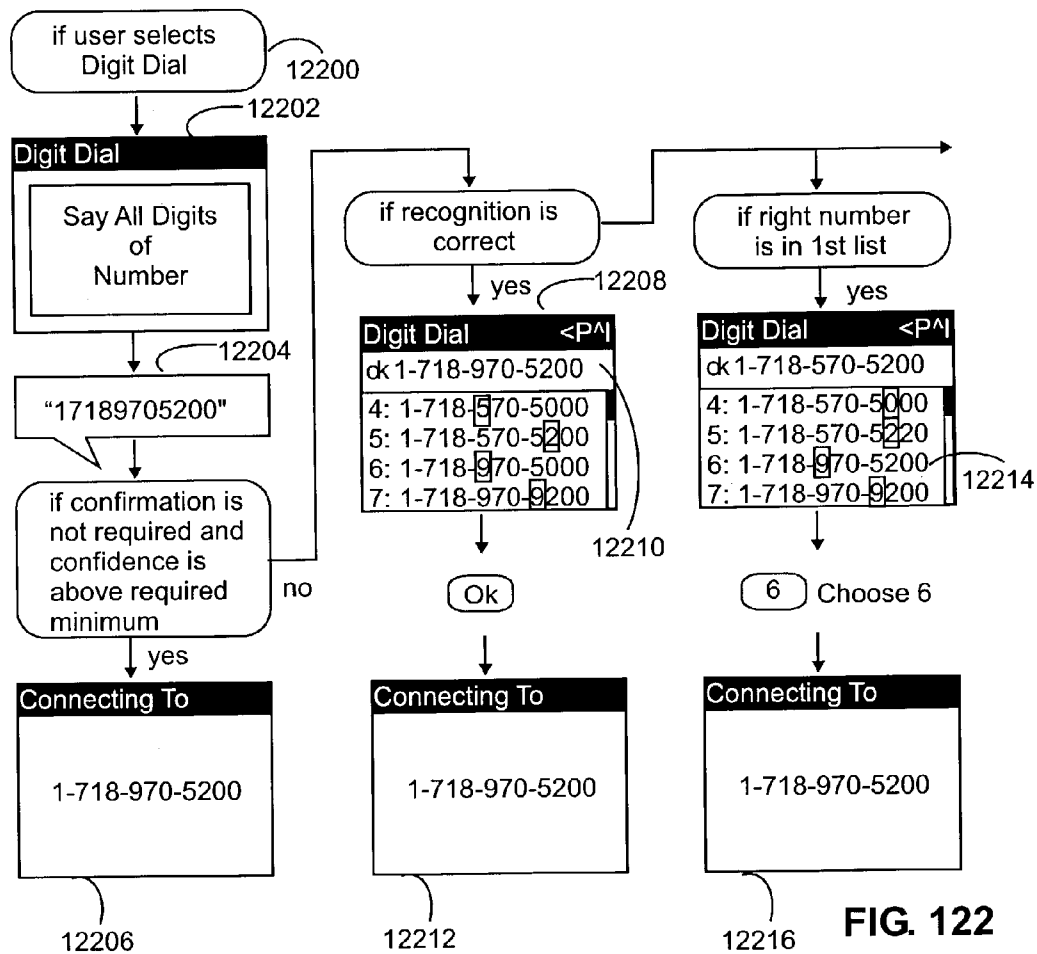 if user selects
Digit Dial
12200
12202
Digit Dial
Say All Digits
of
Number
12204
“17189705200"
if confirmation is
not required and
confidence is
above required
minimum
no
yes
Connecting To
1-718-970-5200
12206
if recognition is
correct
yes
12208
Digit Dial <P^I
ok 1-718-970-5200
4: 1-718-570-5000
5: 1-718-570-5200
6: 1-718-970-5000
7: 1-718-970-9200
12210
Ok
Connecting To
1-718-970-5200
12212
if right number
is in 1st list
yes
Digit Dial <P^I
ok 1-718-570-5200
4: 1-718-570-5000
5: 1-718-570-5220
6: 1-718-970-5200
7: 1-718-970-9200
12214
6 Choose 6
Connecting To
1-718-970-5200
12216
FIG. 122